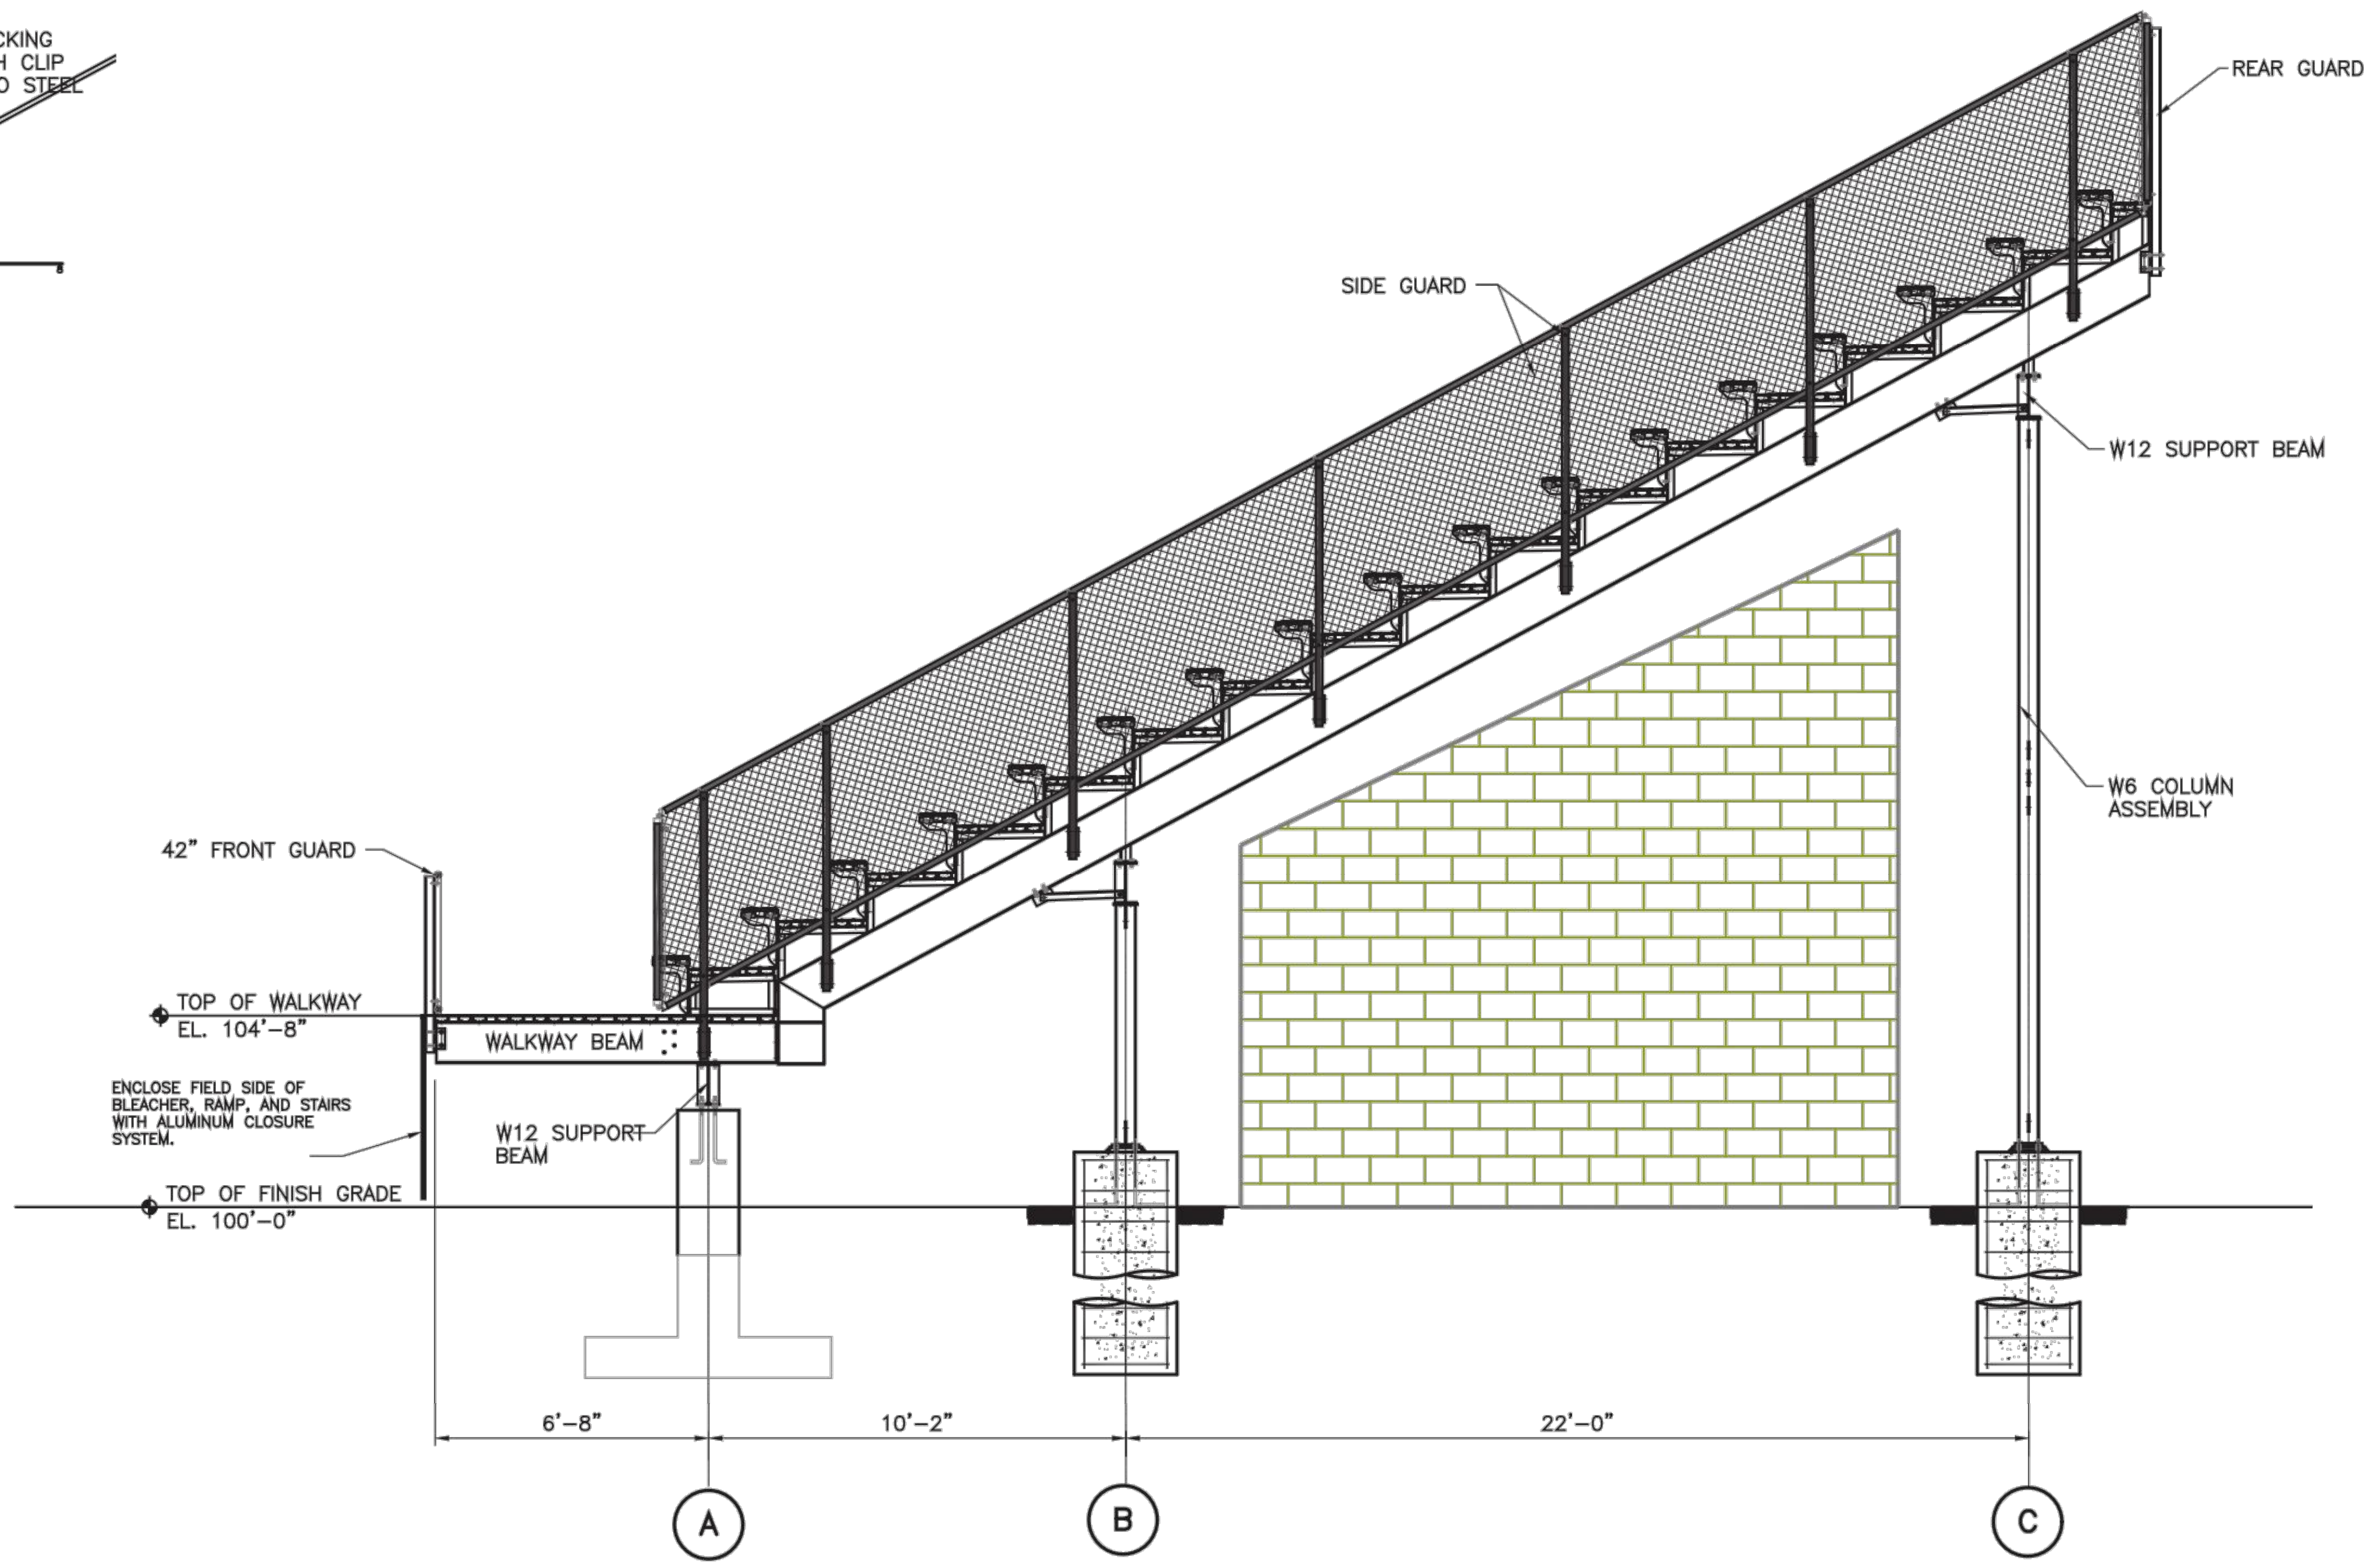 CKING
H CLIP
O STEEL
REAR GUARD
SIDE GUARD
W12 SUPPORT BEAM
W6 COLUMN
ASSEMBLY
42" FRONT GUARD
TOP OF WALKWAY
EL. 104'-8"
WALKWAY BEAM
ENCLOSE FIELD SIDE OF
BLEACHER, RAMP, AND STAIRS
WITH ALUMINUM CLOSURE
SYSTEM.
W12 SUPPORT
BEAM
TOP OF FINISH GRADE
EL. 100'-0"
6'-8"
10'-2"
22'-0"
A
B
C